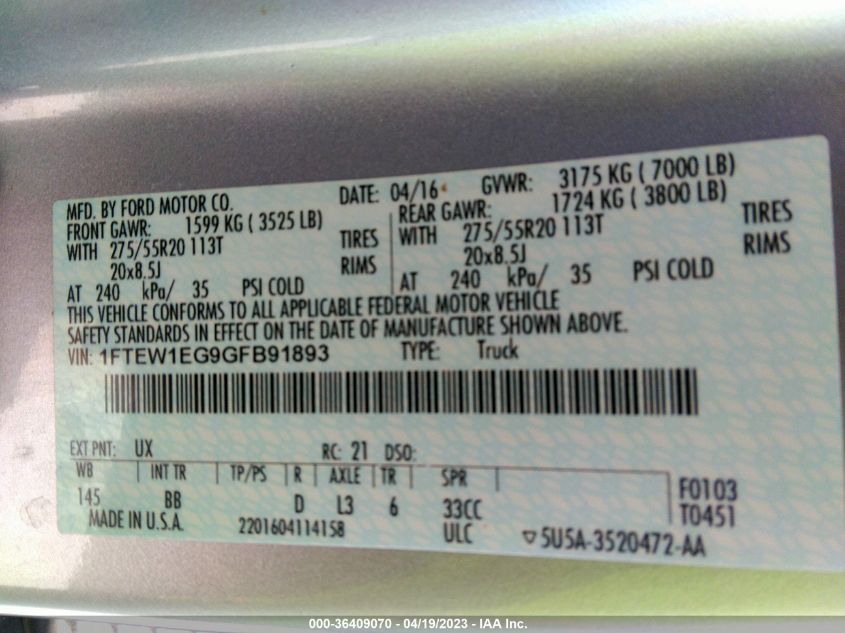 MFD. BY FORD MOTOR CO. DATE: 04/16 GVWR: 3175 KG ( 7000 LB)
FRONT GAWR: 1599 KG ( 3525 LB) REAR GAWR: 1724 KG ( 3800 LB)
WITH 275/55R20 113T TIRES WITH 275/55R20 113T TIRES
20x8.5J RIMS 20x8.5J RIMS
AT 240 kPa/ 35 PSI COLD AT 240 kPa/ 35 PSI COLD
THIS VEHICLE CONFORMS TO ALL APPLICABLE FEDERAL MOTOR VEHICLE
SAFETY STANDARDS IN EFFECT ON THE DATE OF MANUFACTURE SHOWN ABOVE.
VIN: 1FTEW1EG9GFB91893 TYPE: Truck
EXT PNT: UX RC: 21 DSO:
WB INT TR TP/PS R AXLE TR SPR
145 BB D L3 6 33CC F0103
MADE IN U.S.A. 2201604114158 ULC T0451
5U5A-3520472-AA
000-36409070 - 04/19/2023 - IAA Inc.